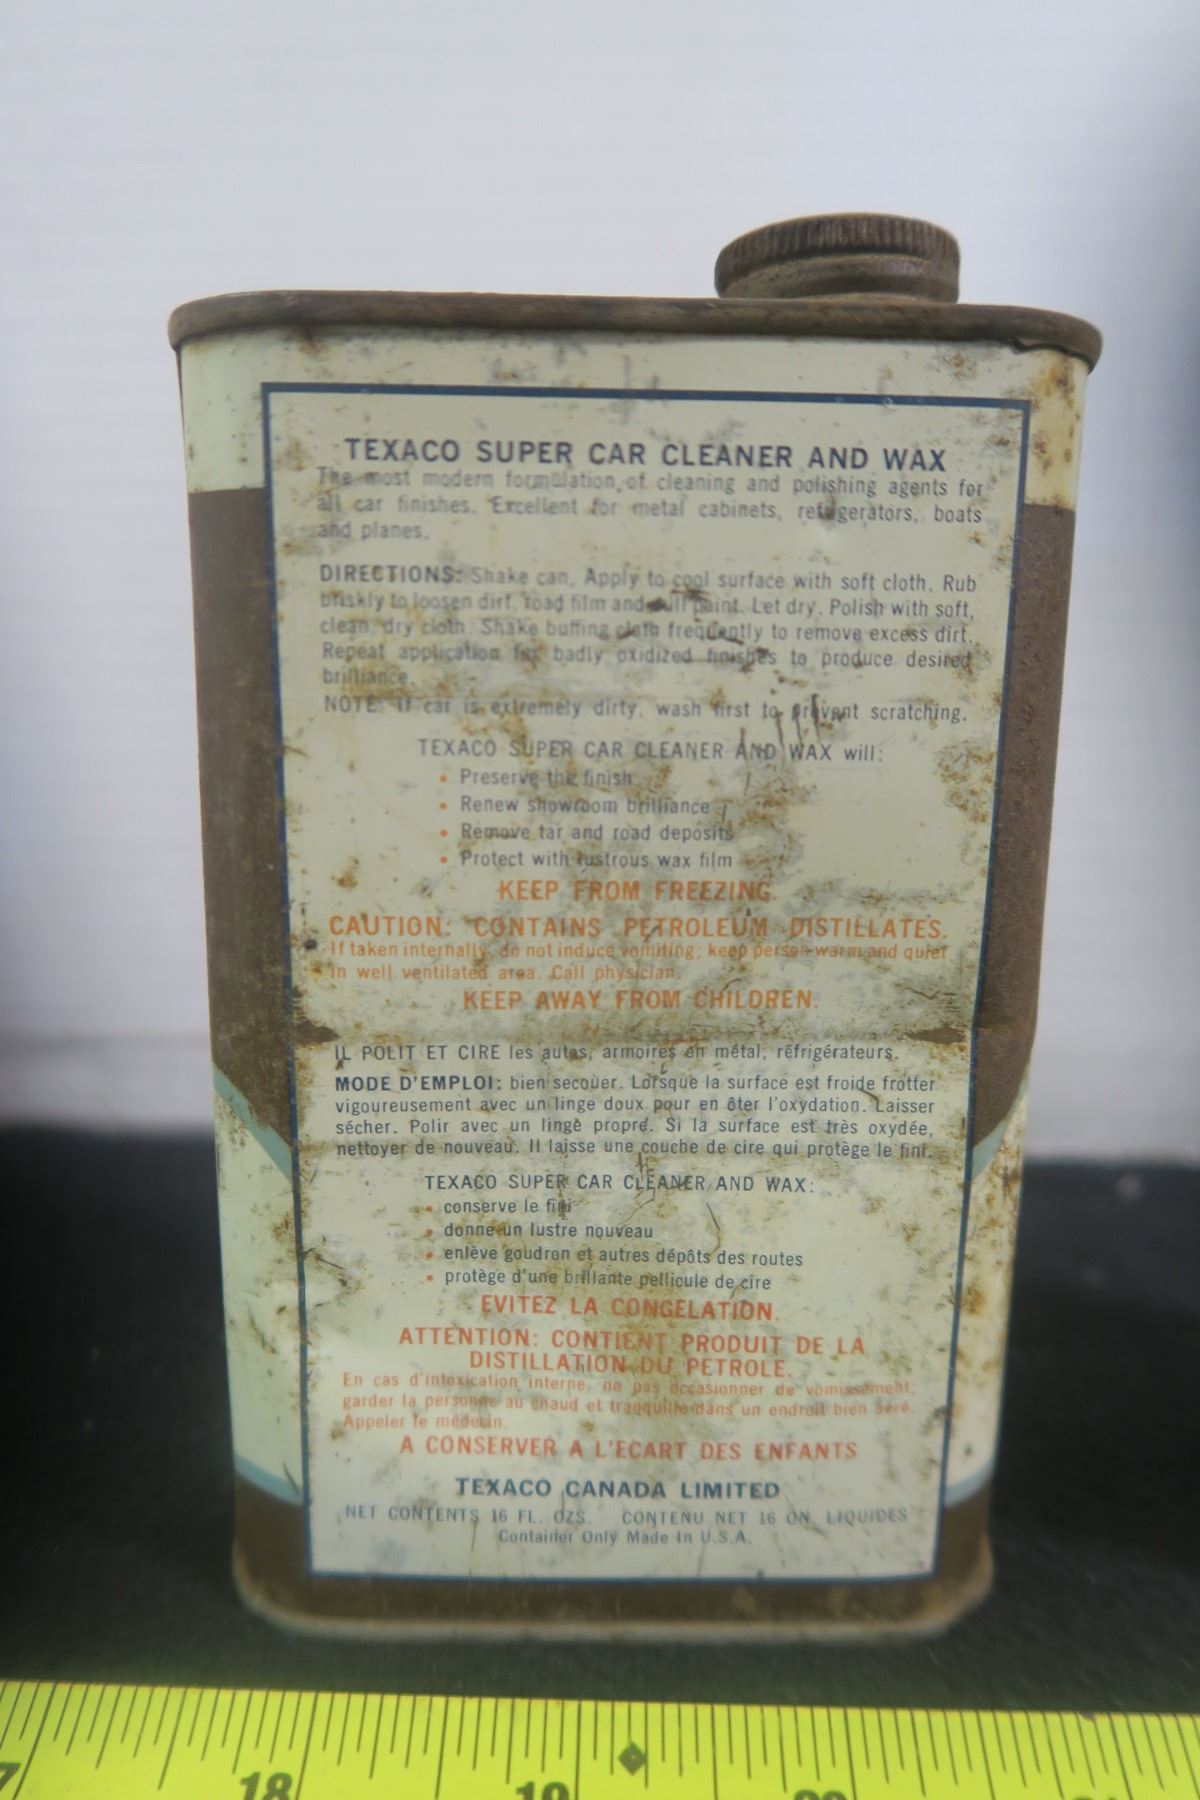 TEXACO SUPER CAR CLEANER AND WAX
The most modern formulation of cleaning and polishing agents for
all car finishes. Excellent for metal cabinets, refrigerators, boats
and planes.
DIRECTIONS: Shake can. Apply to cool surface with soft cloth. Rub
briskly to loosen dirt, road film and dull paint. Let dry. Polish with soft,
clean, dry cloth. Shake buffing cloth frequently to remove excess dirt.
Repeat application for badly oxidized finishes to produce desired
brilliance.
NOTE: If car is extremely dirty, wash first to prevent scratching.
TEXACO SUPER CAR CLEANER AND WAX will:
• Preserve the finish
• Renew showroom brilliance
• Remove tar and road deposits
• Protect with lustrous wax film
KEEP FROM FREEZING.
CAUTION: CONTAINS PETROLEUM DISTILLATES.
If taken internally, do not induce vomiting; keep person warm and quiet
in well ventilated area. Call physician.
KEEP AWAY FROM CHILDREN.
IL POLIT ET CIRE les autos, armoires en métal, réfrigérateurs.
MODE D'EMPLOI: bien secouer. Lorsque la surface est froide frotter
vigoureusement avec un linge doux pour en ôter l'oxydation. Laisser
sécher. Polir avec un linge propre. Si la surface est très oxydée,
nettoyer de nouveau. Il laisse une couche de cire qui protège le fini.
TEXACO SUPER CAR CLEANER AND WAX:
• conserve le fini
• donne un lustre nouveau
• enlève goudron et autres dépôts des routes
• protège d'une brillante pellicule de cire
EVITEZ LA CONGELATION.
ATTENTION: CONTIENT PRODUIT DE LA
DISTILLATION DU PETROLE.
En cas d'intoxication interne, ne pas occasionner de vomissement,
garder la personne au chaud et tranquille dans un endroit bien aéré.
Appeler le médecin.
A CONSERVER A L'ECART DES ENFANTS
TEXACO CANADA LIMITED
NET CONTENTS 16 FL. OZS. CONTENU NET 16 ON. LIQUIDES
Container Only Made In U.S.A.
18 19 20